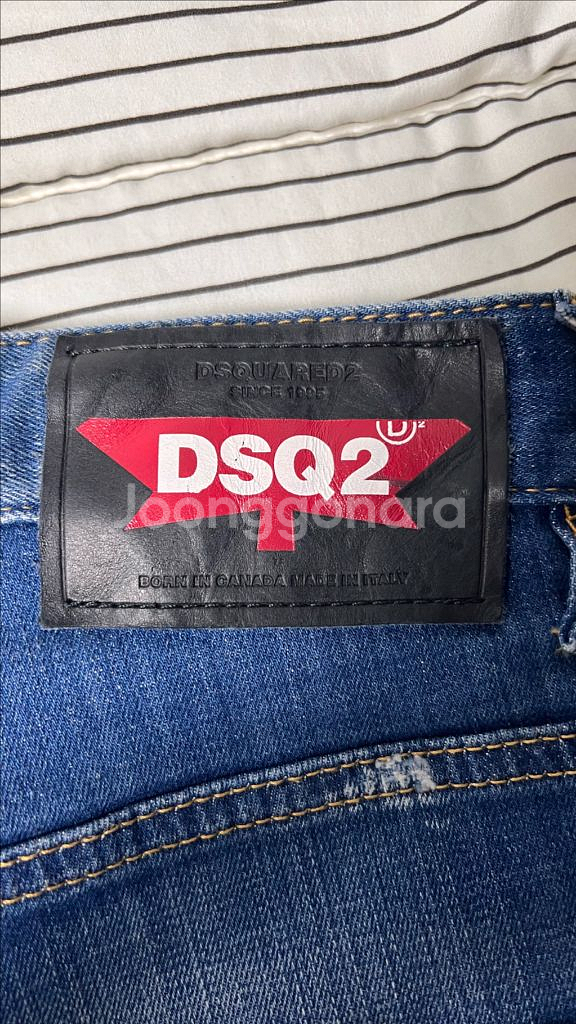 DSQUARED2
SINCE 1995
D2
DSQ2
Joonggonara
BORN IN CANADA MADE IN ITALY